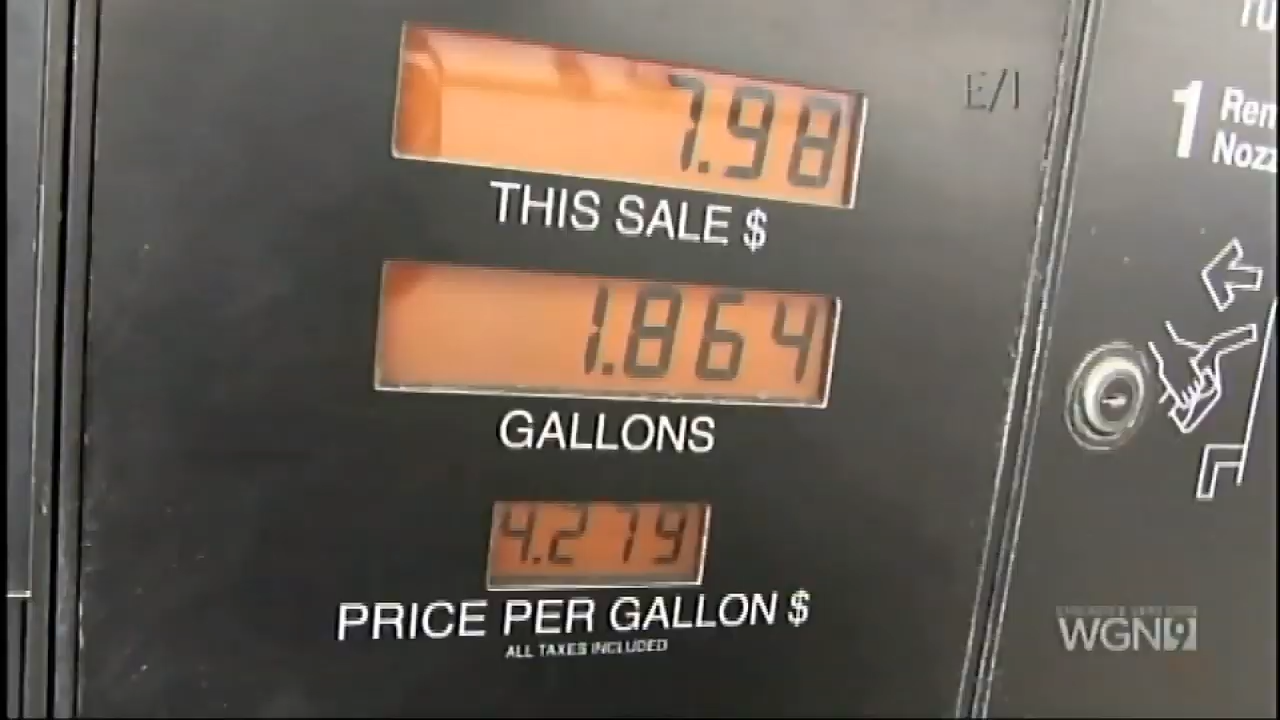 7.98
THIS SALE $
E/I
1.864
GALLONS
4.279
PRICE PER GALLON $
ALL TAXES INCLUDED
1
WGN9